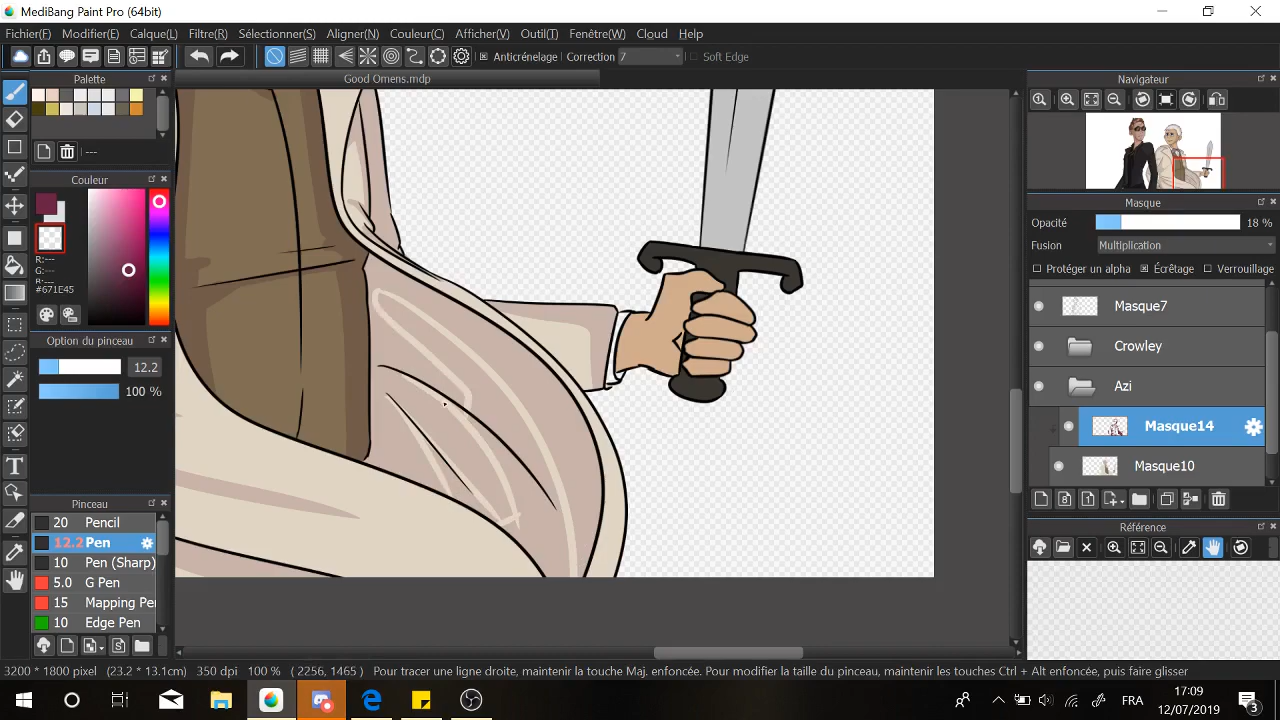 MediBang Paint Pro (64bit)
Fichier(F) Modifier(E) Calque(L) Filtre(R) Sélectionner(S) Aligner(N) Couleur(C) Afficher(V) Outil(T) Fenêtre(W) Cloud Help
Anticrénelage Correction 7 Soft Edge
Palette
Good Omens.mdp
Navigateur
---
Couleur
R:---
G:---
B:---
#671E45
Masque
Opacité 18 %
Fusion Multiplication
Protéger un alpha Écrêtage Verrouillage
Masque7
Crowley
Azi
Masque14
Masque10
Option du pinceau
12.2
100 %
Pinceau
20 Pencil
12.2 Pen
10 Pen (Sharp)
5.0 G Pen
15 Mapping Pe
10 Edge Pen
8 1
Référence
3200 * 1800 pixel (23.2 * 13.1cm) 350 dpi 100 % ( 2256, 1465) Pour tracer une ligne droite, maintenir la touche Maj. enfoncée. Pour modifier la taille du pinceau, maintenir les touches Ctrl + Alt enfoncée, puis faire glisser
FRA
17:09
12/07/2019
3